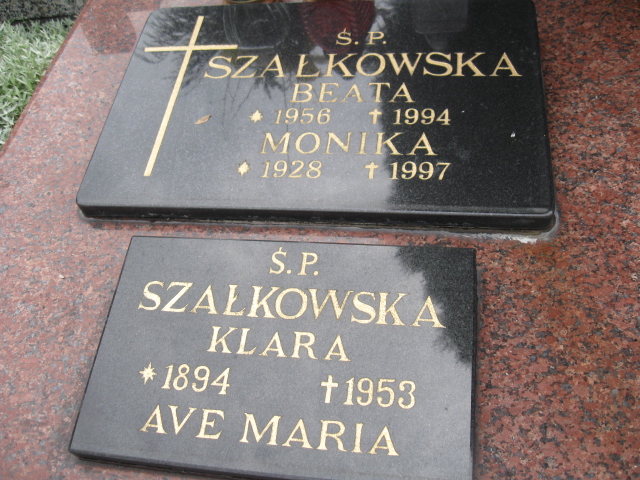 Ś.P.
SZAŁKOWSKA
BEATA
* 1956 † 1994
MONIKA
* 1928 † 1997
Ś.P.
SZAŁKOWSKA
KLARA
* 1894 † 1953
AVE MARIA